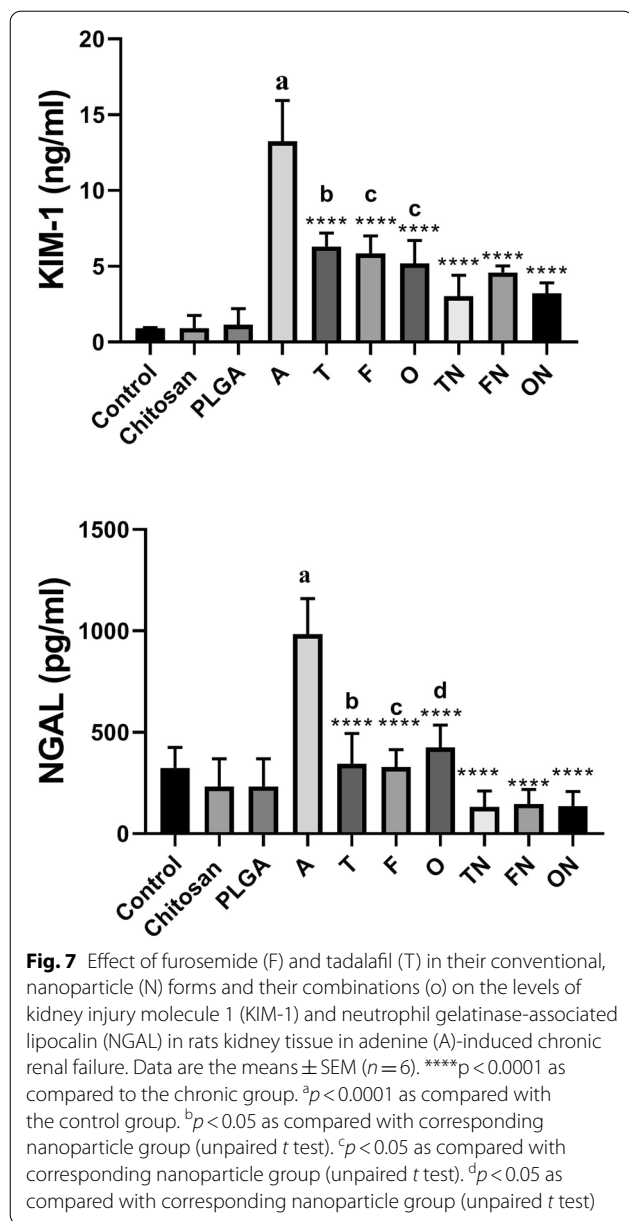 20
15
10
5
0
KIM-1 (ng/ml)
a
b
c
c
**** **** ****
**** **** ****
Control
Chitosan
PLGA
A
T
F
O
TN
FN
ON
1500
1000
500
0
NGAL (pg/ml)
a
b
c
d
**** **** ****
**** **** ****
Control
Chitosan
PLGA
A
T
F
O
TN
FN
ON
Fig. 7 Effect of furosemide (F) and tadalafil (T) in their conventional,
nanoparticle (N) forms and their combinations (o) on the levels of
kidney injury molecule 1 (KIM-1) and neutrophil gelatinase-associated
lipocalin (NGAL) in rats kidney tissue in adenine (A)-induced chronic
renal failure. Data are the means ± SEM (n = 6). ****p < 0.0001 as
compared to the chronic group. ᵃp < 0.0001 as compared with
the control group. ᵇp < 0.05 as compared with corresponding
nanoparticle group (unpaired t test). ᶜp < 0.05 as compared with
corresponding nanoparticle group (unpaired t test). ᵈp < 0.05 as
compared with corresponding nanoparticle group (unpaired t test)